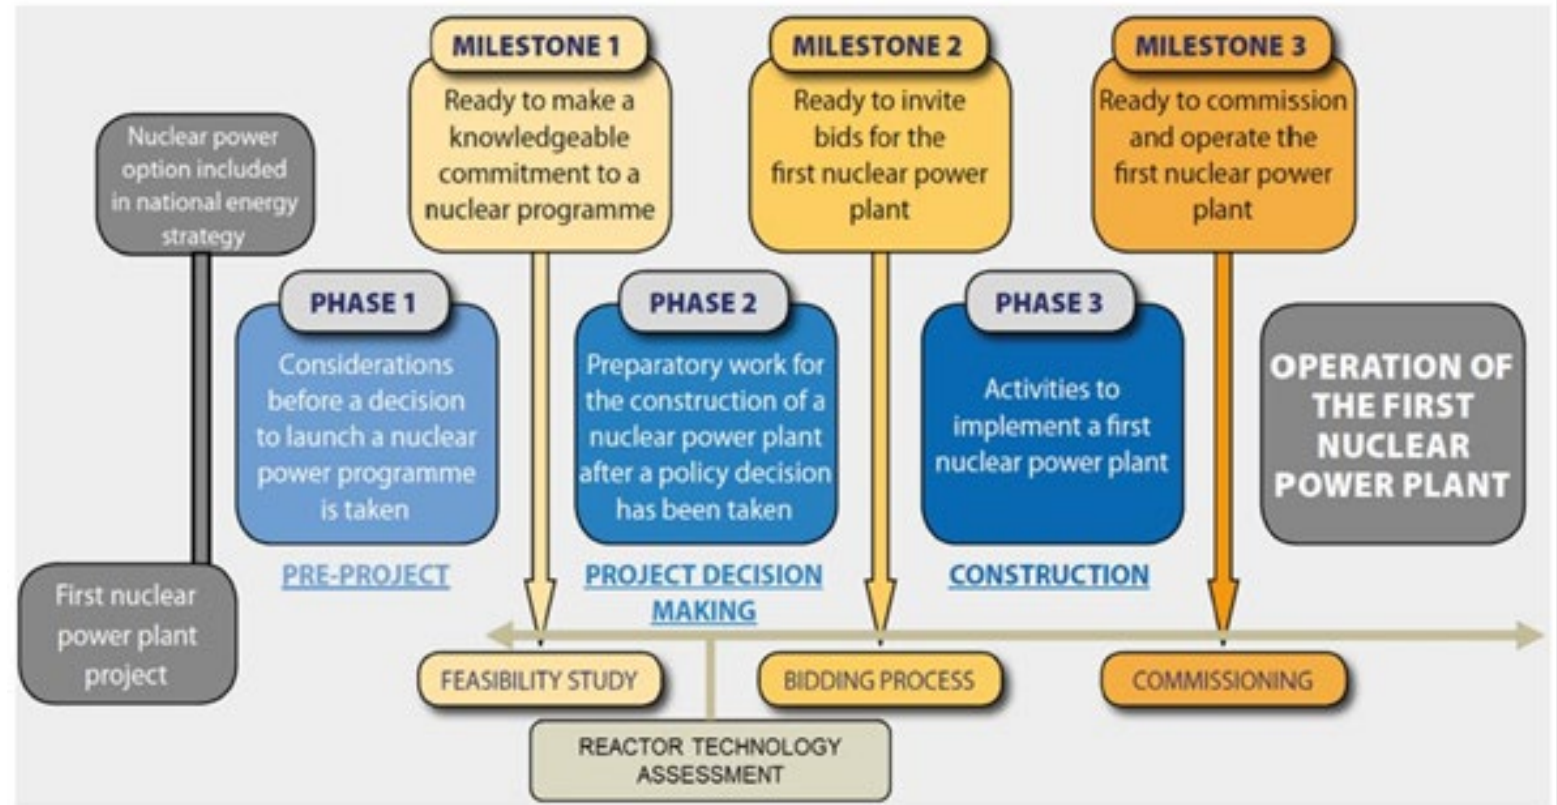 MILESTONE 1
Ready to make a
knowledgeable
commitment to a
nuclear programme
MILESTONE 2
Ready to invite
bids for the
first nuclear power
plant
MILESTONE 3
Ready to commission
and operate the
first nuclear power
plant
Nuclear power
option included
in national energy
strategy
PHASE 1
Considerations
before a decision
to launch a nuclear
power programme
is taken
PRE-PROJECT
PHASE 2
Preparatory work for
the construction of a
nuclear power plant
after a policy decision
has been taken
PROJECT DECISION
MAKING
PHASE 3
Activities to
implement a first
nuclear power plant
CONSTRUCTION
OPERATION OF
THE FIRST
NUCLEAR
POWER PLANT
First nuclear
power plant
project
FEASIBILITY STUDY
BIDDING PROCESS
COMMISSIONING
REACTOR TECHNOLOGY
ASSESSMENT